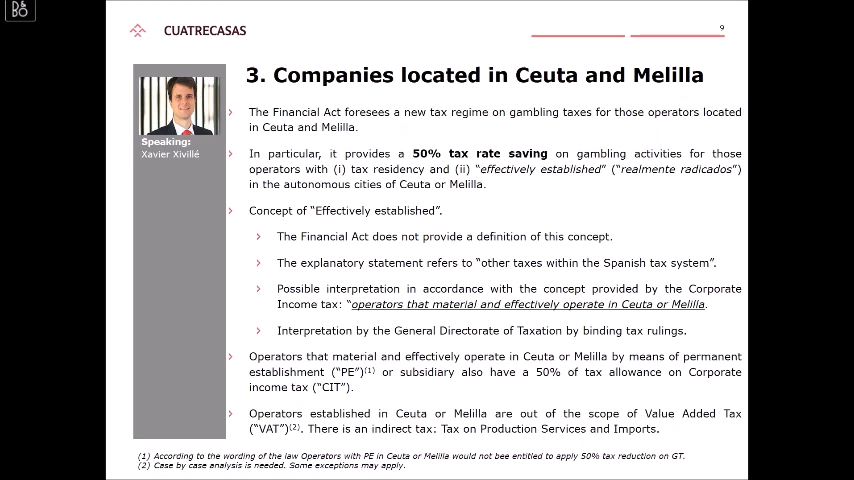 D&
BO
CUATRECASAS
9
3. Companies located in Ceuta and Melilla
Speaking:
Xavier Xivillé
The Financial Act foresees a new tax regime on gambling taxes for those operators located
in Ceuta and Melilla.
In particular, it provides a 50% tax rate saving on gambling activities for those
operators with (i) tax residency and (ii) "effectively established" ("realmente radicados")
in the autonomous cities of Ceuta or Melilla.
Concept of "Effectively established".
The Financial Act does not provide a definition of this concept.
The explanatory statement refers to "other taxes within the Spanish tax system".
Possible interpretation in accordance with the concept provided by the Corporate
Income tax: "operators that material and effectively operate in Ceuta or Melilla.
Interpretation by the General Directorate of Taxation by binding tax rulings.
Operators that material and effectively operate in Ceuta or Melilla by means of permanent
establishment ("PE")(1) or subsidiary also have a 50% of tax allowance on Corporate
income tax ("CIT").
Operators established in Ceuta or Melilla are out of the scope of Value Added Tax
("VAT")(2). There is an indirect tax: Tax on Production Services and Imports.
(1) According to the wording of the law Operators with PE in Ceuta or Melilla would not bee entitled to apply 50% tax reduction on GT.
(2) Case by case analysis is needed. Some exceptions may apply.